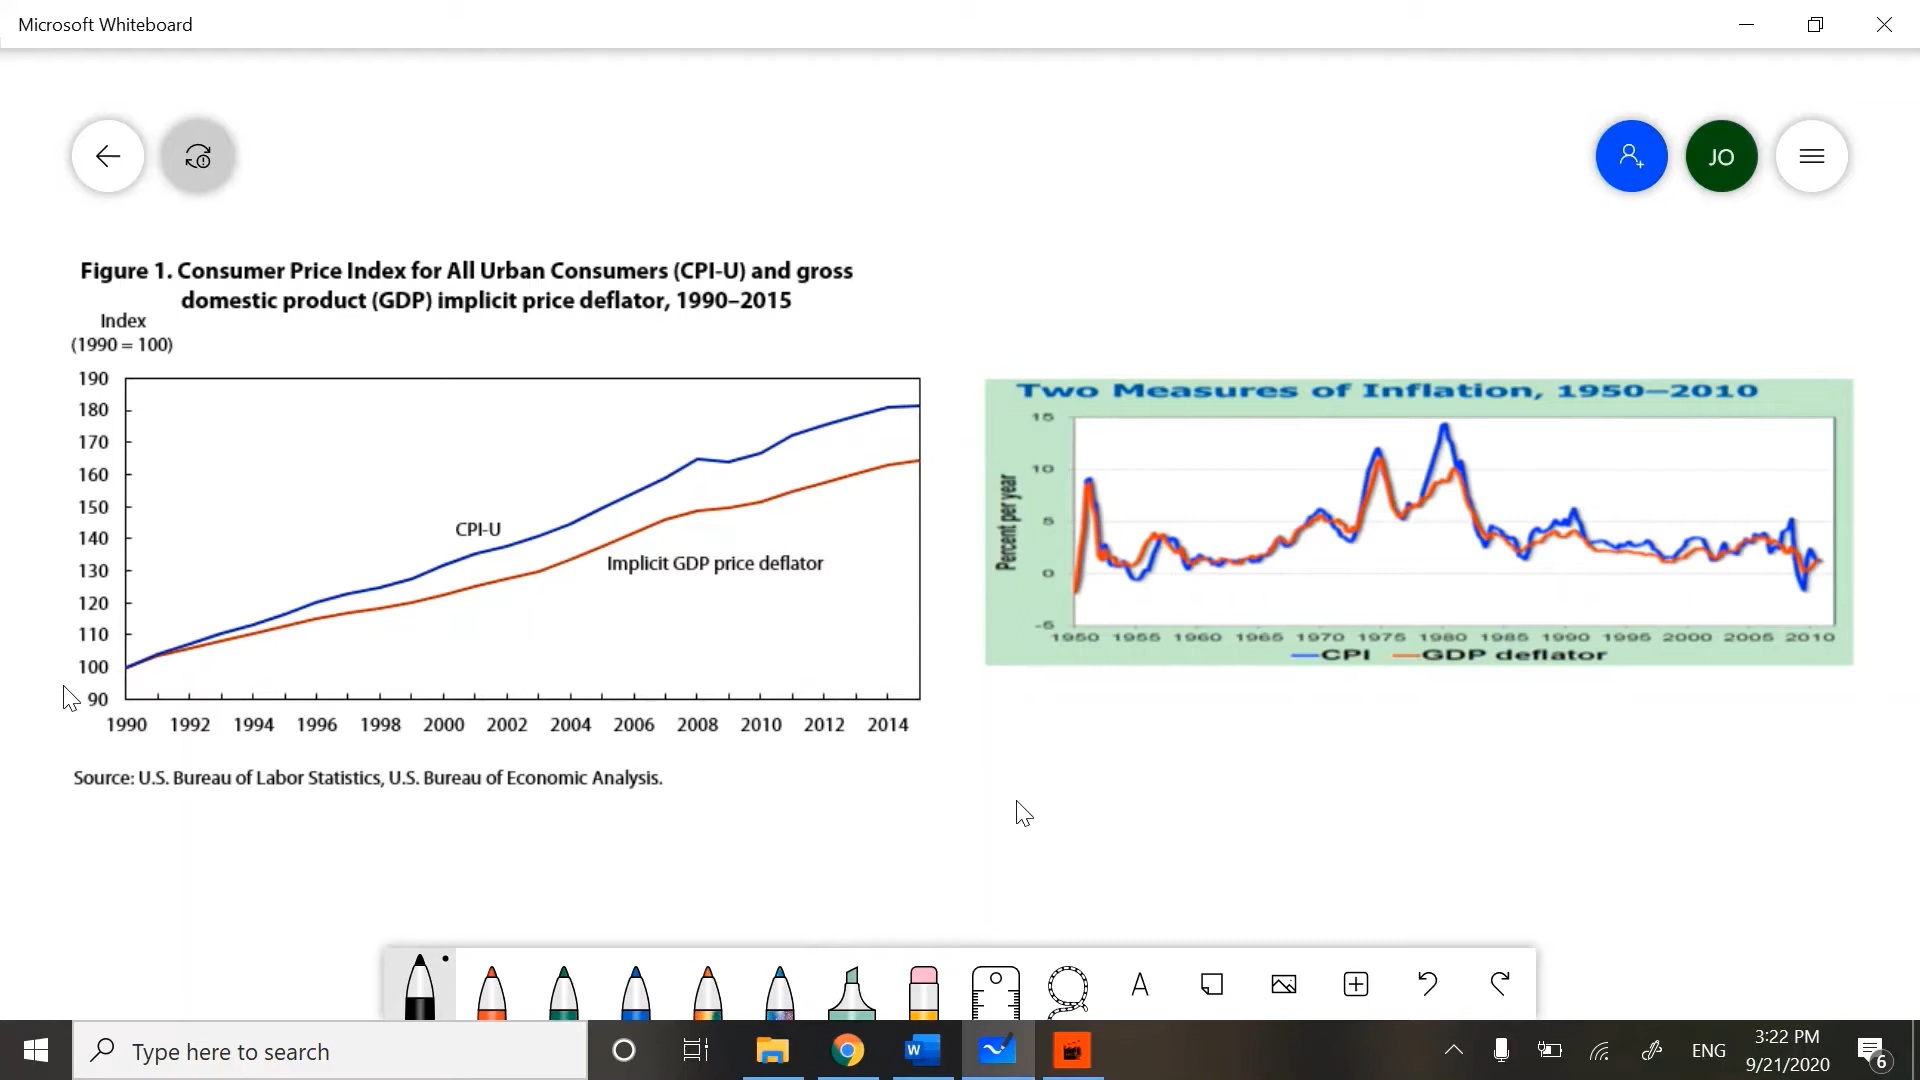 Microsoft Whiteboard
JO
Figure 1. Consumer Price Index for All Urban Consumers (CPI-U) and gross
domestic product (GDP) implicit price deflator, 1990–2015
Index
(1990 = 100)
190
180
170
160
150
140
130
120
110
100
90
CPI-U
Implicit GDP price deflator
1990 1992 1994 1996 1998 2000 2002 2004 2006 2008 2010 2012 2014
Source: U.S. Bureau of Labor Statistics, U.S. Bureau of Economic Analysis.
Two Measures of Inflation, 1950–2010
Percent per year
15
10
5
0
-5
1950 1955 1960 1965 1970 1975 1980 1985 1990 1995 2000 2005 2010
CPI GDP deflator
A
Type here to search
W
ENG
3:22 PM
9/21/2020
6